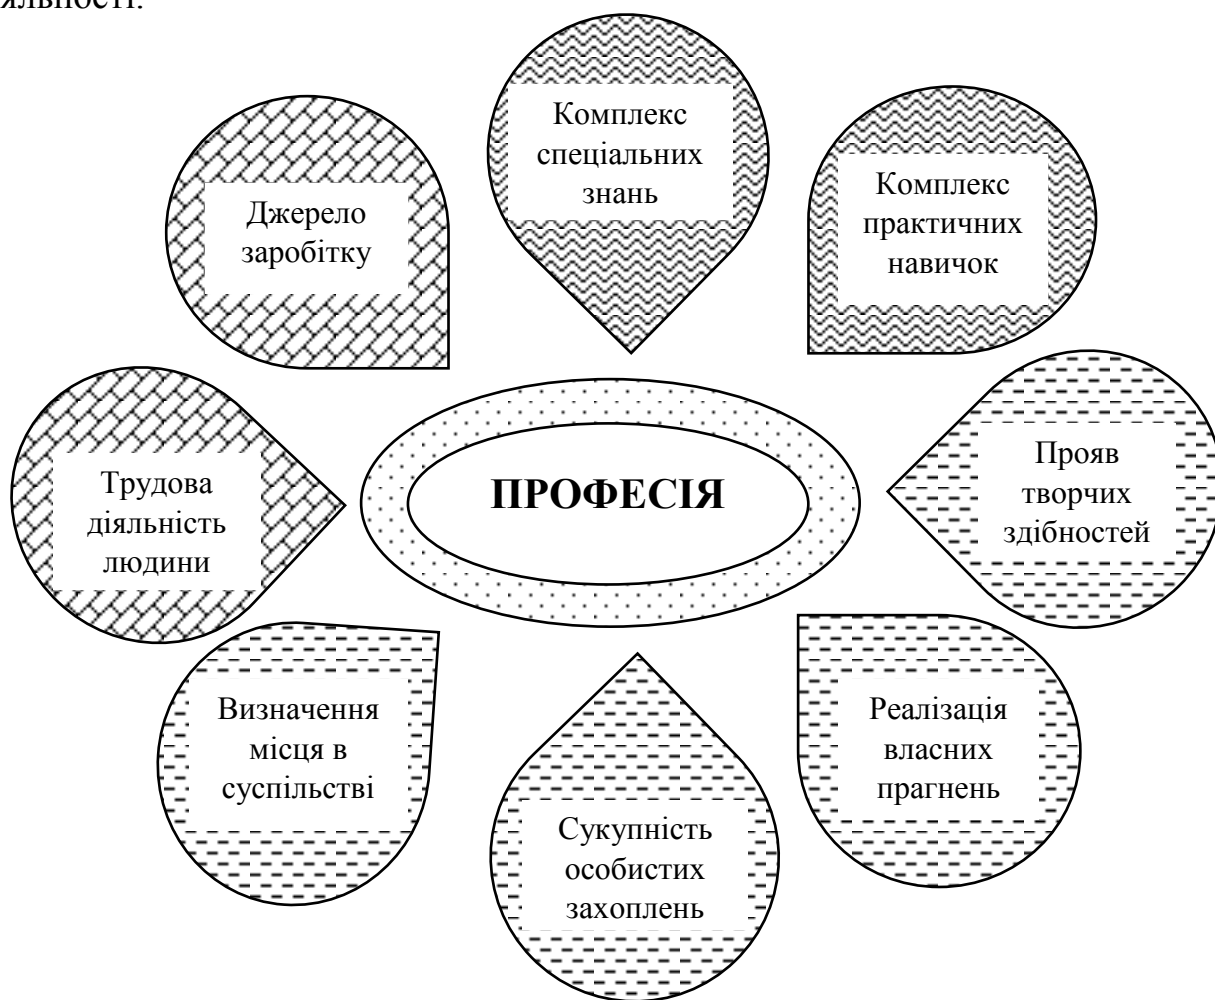 Комплекс
спеціальних
знань
Комплекс
практичних
навичок
Джерело
заробітку
Прояв
творчих
здібностей
ПРОФЕСІЯ
Трудова
діяльність
людини
Визначення
місця в
суспільстві
Реалізація
власних
прагнень
Сукупність
особистих
захоплень